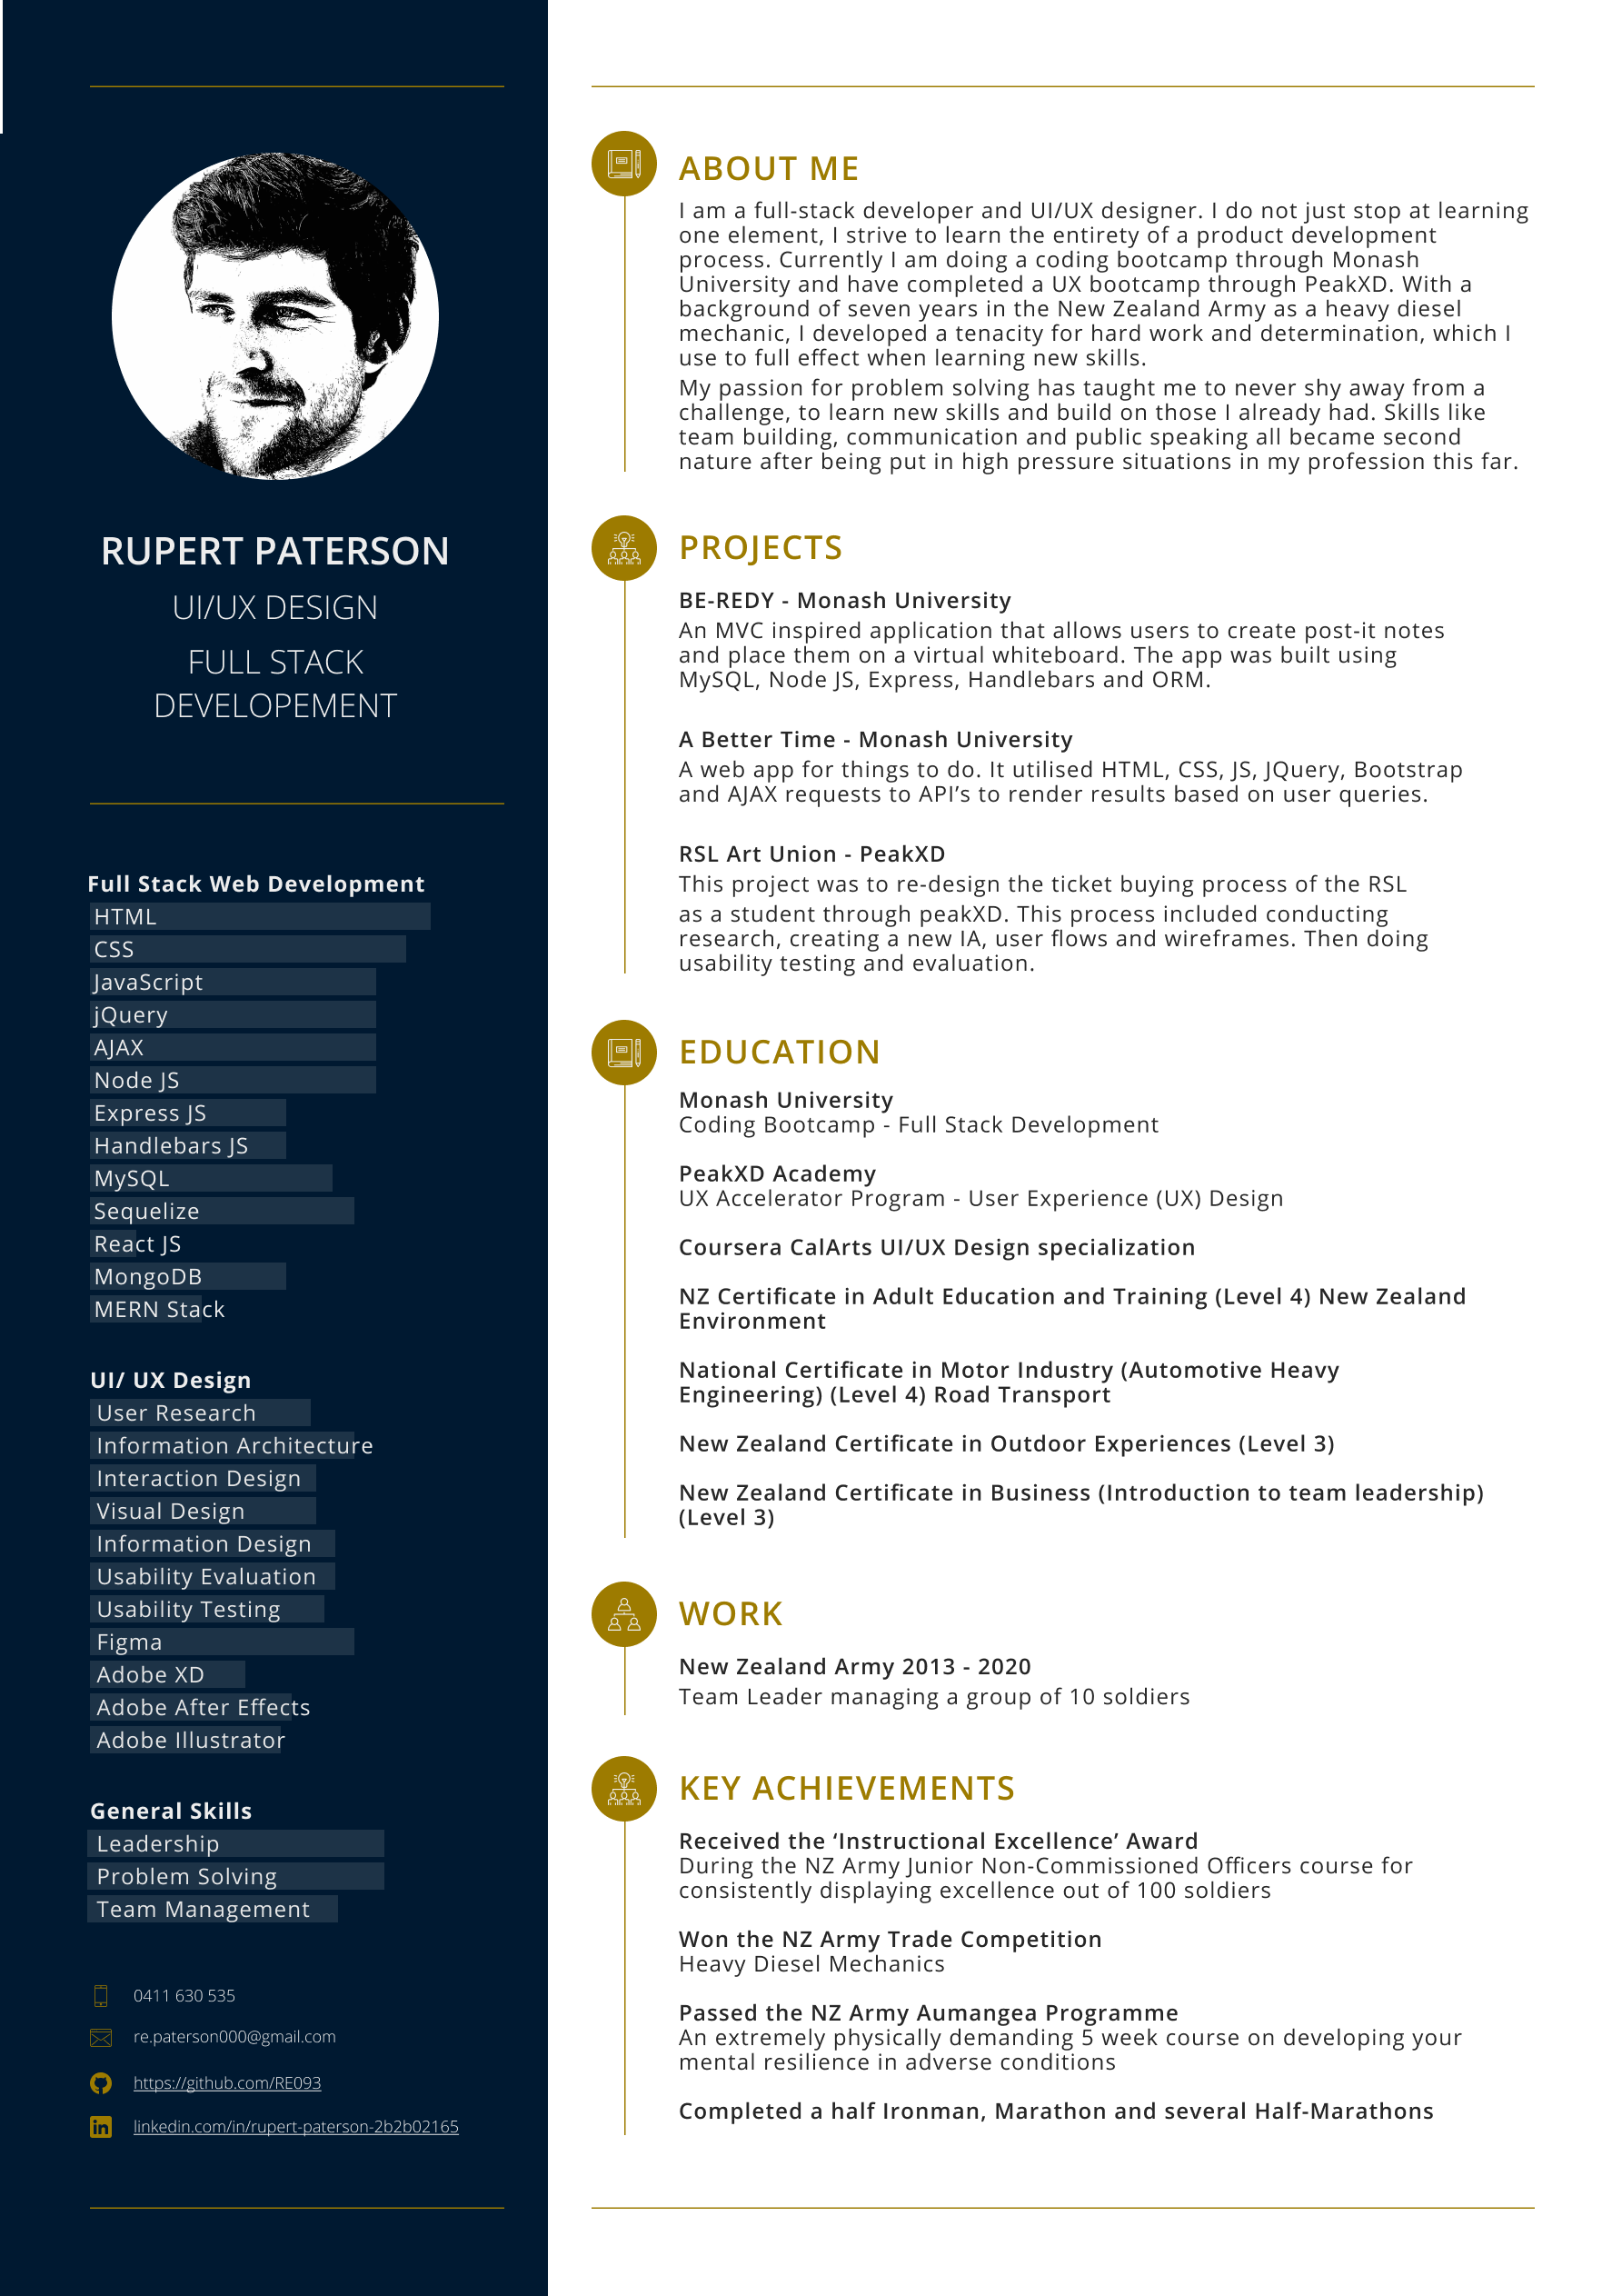 RUPERT PATERSON
UI/UX DESIGN
FULL STACK
DEVELOPEMENT
Full Stack Web Development
HTML
CSS
JavaScript
jQuery
AJAX
Node JS
Express JS
Handlebars JS
MySQL
Sequelize
React JS
MongoDB
MERN Stack
UI/ UX Design
User Research
Information Architecture
Interaction Design
Visual Design
Information Design
Usability Evaluation
Usability Testing
Figma
Adobe XD
Adobe After Effects
Adobe Illustrator
General Skills
Leadership
Problem Solving
Team Management
0411 630 535
re.paterson000@gmail.com
https://github.com/RE093
linkedin.com/in/rupert-paterson-2b2b02165
ABOUT ME
I am a full-stack developer and UI/UX designer. I do not just stop at learning
one element, I strive to learn the entirety of a product development
process. Currently I am doing a coding bootcamp through Monash
University and have completed a UX bootcamp through PeakXD. With a
background of seven years in the New Zealand Army as a heavy diesel
mechanic, I developed a tenacity for hard work and determination, which I
use to full effect when learning new skills.
My passion for problem solving has taught me to never shy away from a
challenge, to learn new skills and build on those I already had. Skills like
team building, communication and public speaking all became second
nature after being put in high pressure situations in my profession this far.
PROJECTS
BE-REDY - Monash University
An MVC inspired application that allows users to create post-it notes
and place them on a virtual whiteboard. The app was built using
MySQL, Node JS, Express, Handlebars and ORM.
A Better Time - Monash University
A web app for things to do. It utilised HTML, CSS, JS, JQuery, Bootstrap
and AJAX requests to API’s to render results based on user queries.
RSL Art Union - PeakXD
This project was to re-design the ticket buying process of the RSL
as a student through peakXD. This process included conducting
research, creating a new IA, user flows and wireframes. Then doing
usability testing and evaluation.
EDUCATION
Monash University
Coding Bootcamp - Full Stack Development
PeakXD Academy
UX Accelerator Program - User Experience (UX) Design
Coursera CalArts UI/UX Design specialization
NZ Certificate in Adult Education and Training (Level 4) New Zealand
Environment
National Certificate in Motor Industry (Automotive Heavy
Engineering) (Level 4) Road Transport
New Zealand Certificate in Outdoor Experiences (Level 3)
New Zealand Certificate in Business (Introduction to team leadership)
(Level 3)
WORK
New Zealand Army 2013 - 2020
Team Leader managing a group of 10 soldiers
KEY ACHIEVEMENTS
Received the ‘Instructional Excellence’ Award
During the NZ Army Junior Non-Commissioned Officers course for
consistently displaying excellence out of 100 soldiers
Won the NZ Army Trade Competition
Heavy Diesel Mechanics
Passed the NZ Army Aumangea Programme
An extremely physically demanding 5 week course on developing your
mental resilience in adverse conditions
Completed a half Ironman, Marathon and several Half-Marathons